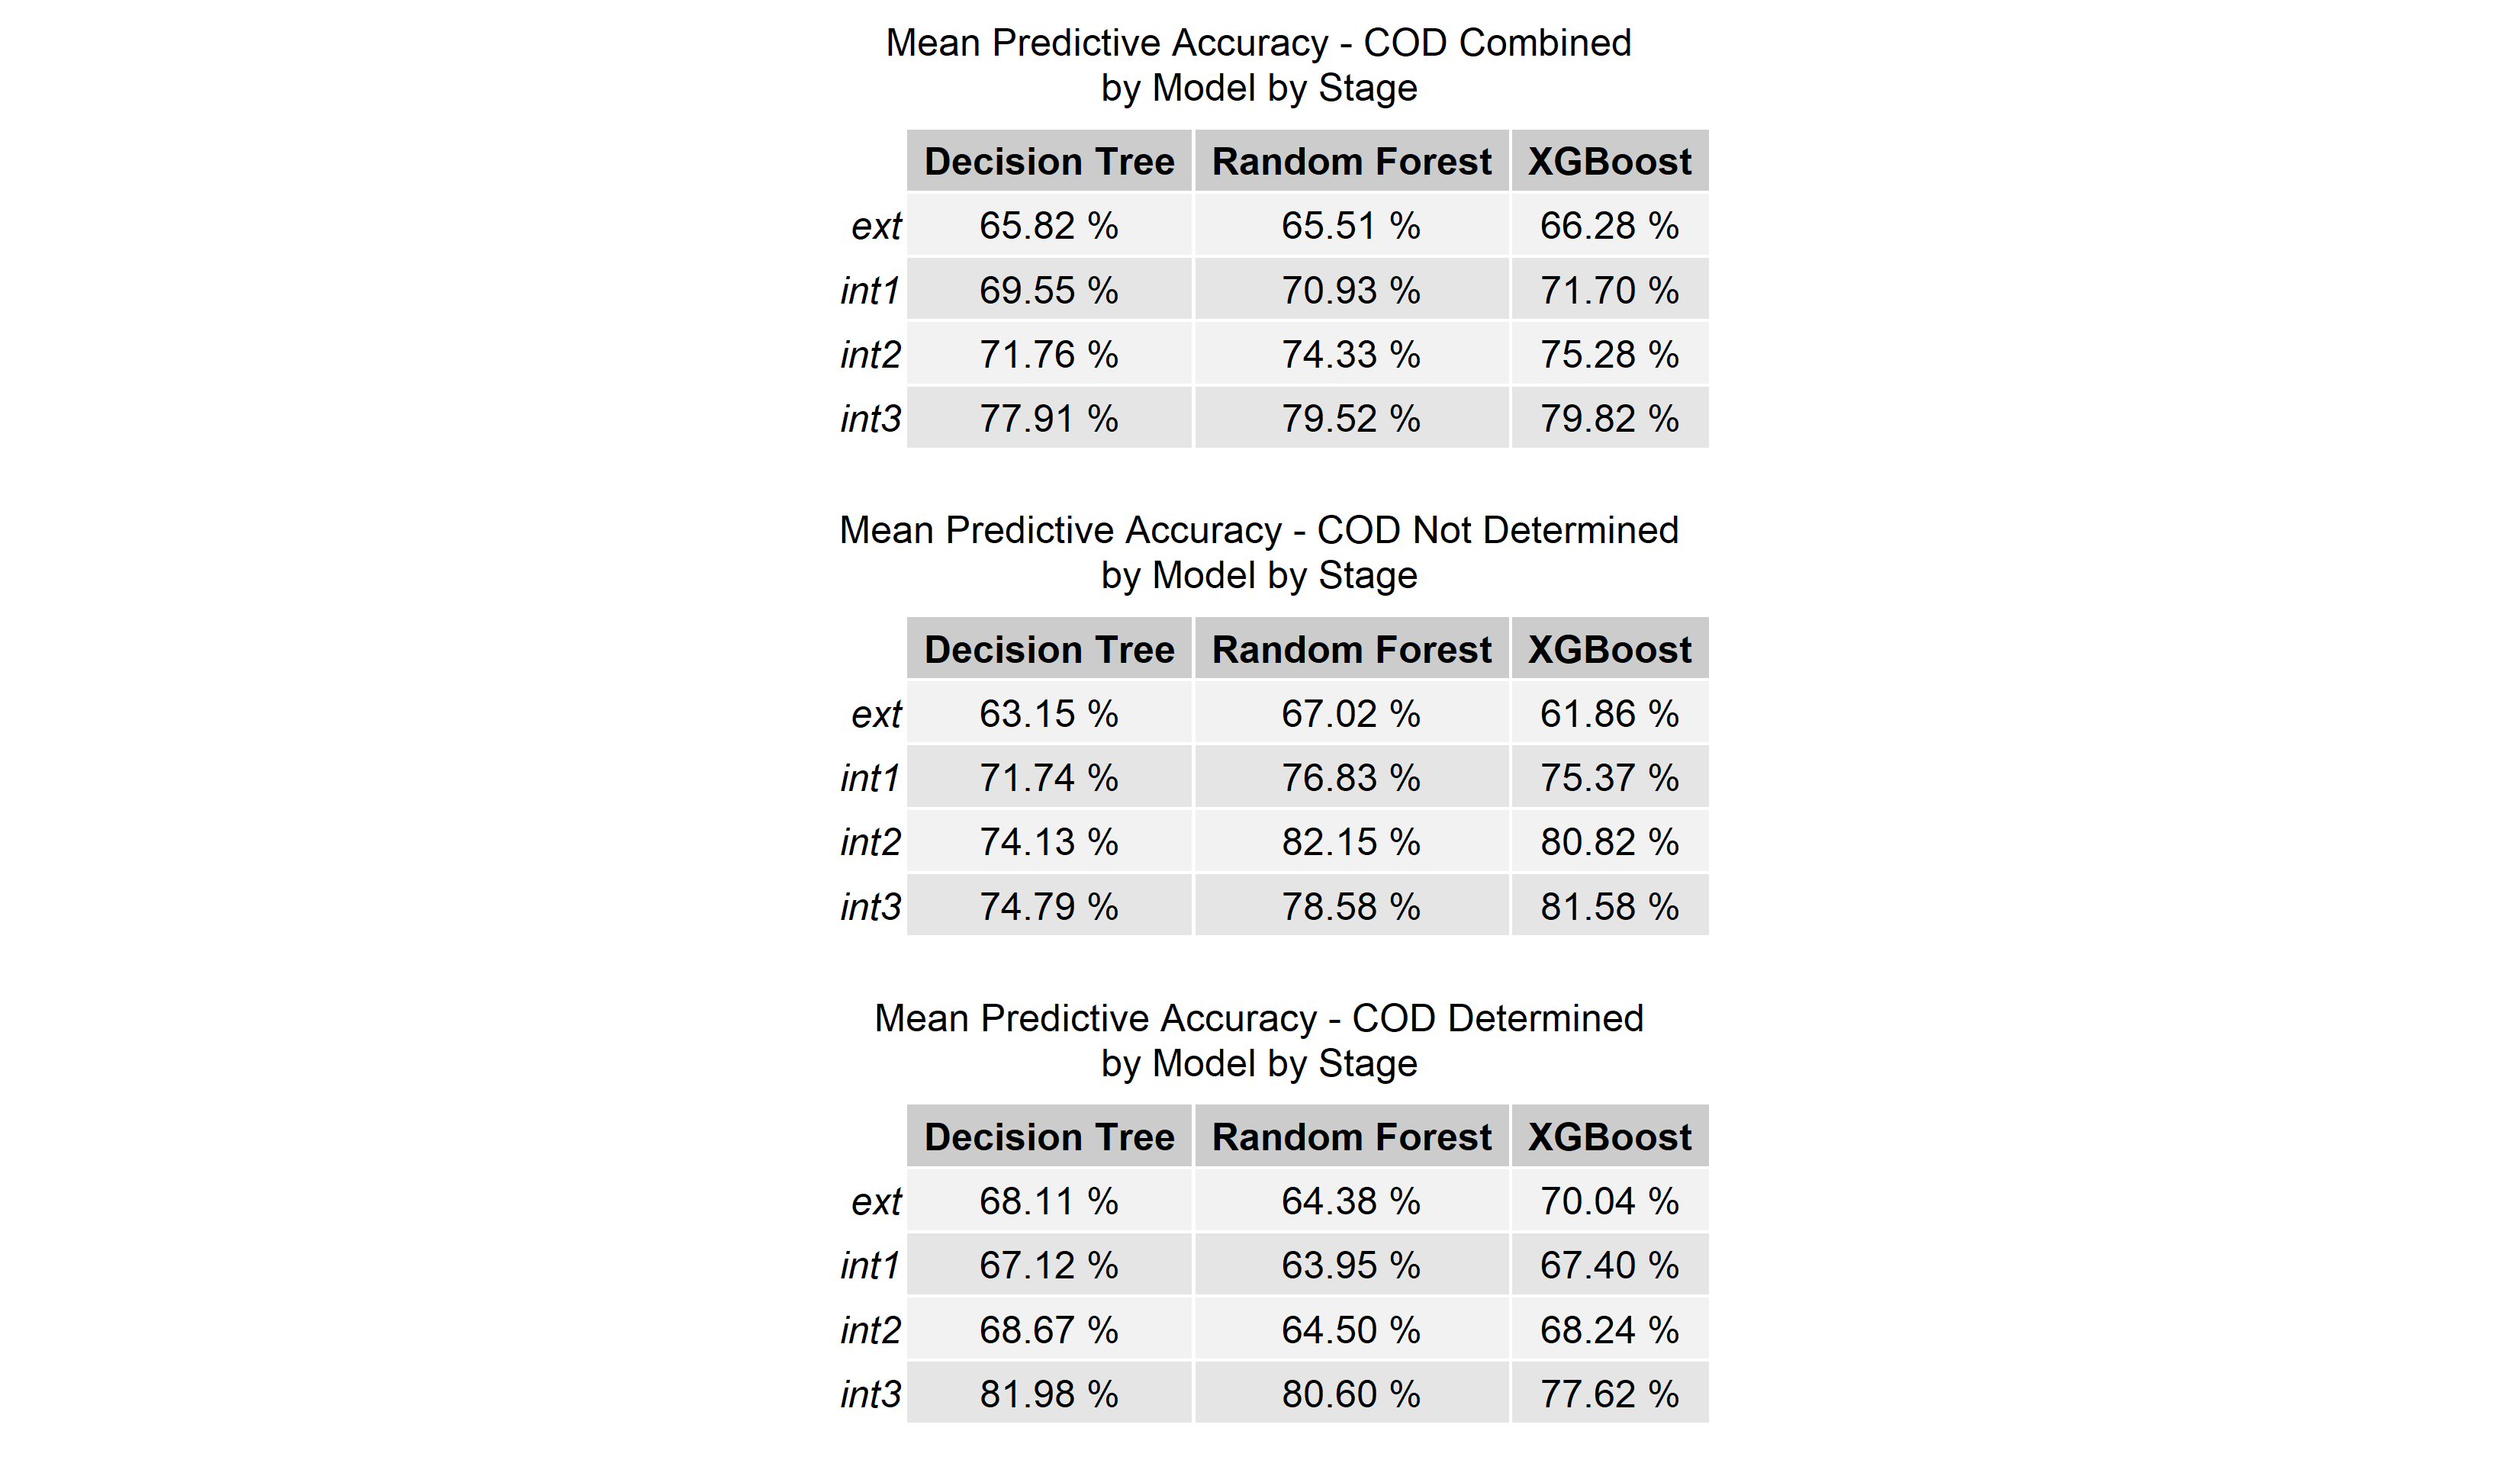 Mean Predictive Accuracy - COD Combined
by Model by Stage
Decision Tree Random Forest XGBoost
ext 65.82 % 65.51 % 66.28 %
int1 69.55 % 70.93 % 71.70 %
int2 71.76 % 74.33 % 75.28 %
int3 77.91 % 79.52 % 79.82 %
Mean Predictive Accuracy - COD Not Determined
by Model by Stage
Decision Tree Random Forest XGBoost
ext 63.15 % 67.02 % 61.86 %
int1 71.74 % 76.83 % 75.37 %
int2 74.13 % 82.15 % 80.82 %
int3 74.79 % 78.58 % 81.58 %
Mean Predictive Accuracy - COD Determined
by Model by Stage
Decision Tree Random Forest XGBoost
ext 68.11 % 64.38 % 70.04 %
int1 67.12 % 63.95 % 67.40 %
int2 68.67 % 64.50 % 68.24 %
int3 81.98 % 80.60 % 77.62 %